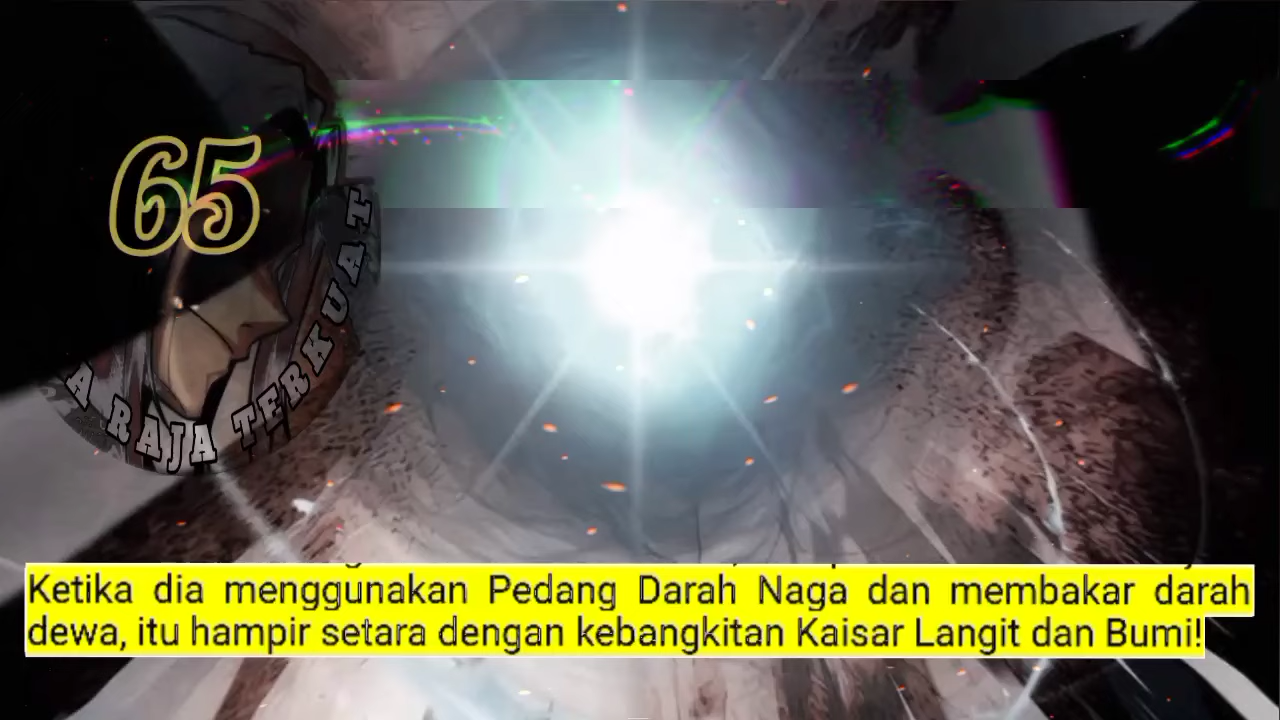 65
A RAJA TERKUAT
Ketika dia menggunakan Pedang Darah Naga dan membakar darah
dewa, itu hampir setara dengan kebangkitan Kaisar Langit dan Bumi!